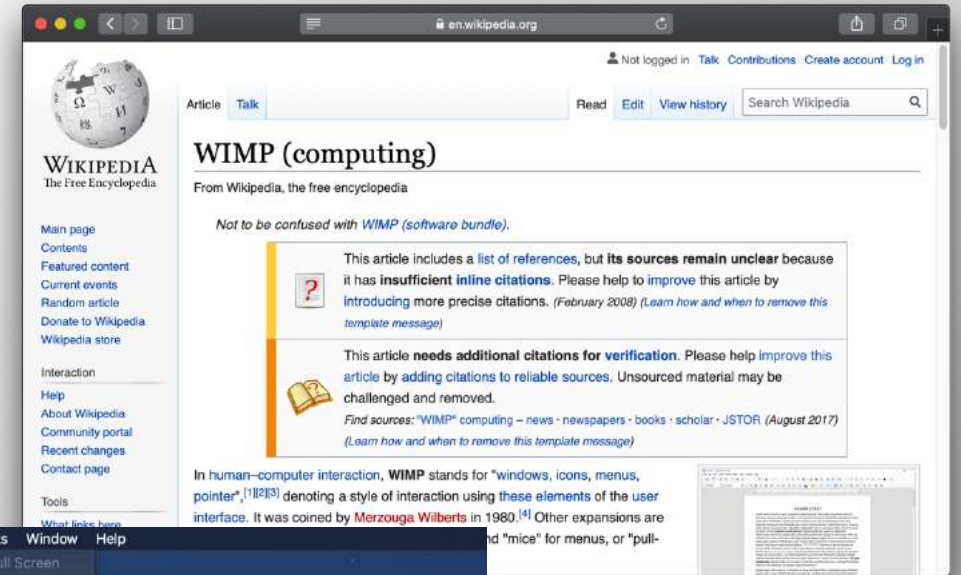 en.wikipedia.org
Not logged in Talk Contributions Create account Log in
Article Talk Read Edit View history Search Wikipedia
WIKIPEDIA
The Free Encyclopedia
Main page
Contents
Featured content
Current events
Random article
Donate to Wikipedia
Wikipedia store
Interaction
Help
About Wikipedia
Community portal
Recent changes
Contact page
Tools
What links here
WIMP (computing)
From Wikipedia, the free encyclopedia
Not to be confused with WIMP (software bundle).
This article includes a list of references, but its sources remain unclear because
it has insufficient inline citations. Please help to improve this article by
introducing more precise citations. (February 2008) (Learn how and when to remove this
template message)
This article needs additional citations for verification. Please help improve this
article by adding citations to reliable sources. Unsourced material may be
challenged and removed.
Find sources: "WIMP" computing – news · newspapers · books · scholar · JSTOR (August 2017)
(Learn how and when to remove this template message)
In human–computer interaction, WIMP stands for "windows, icons, menus,
pointer",[1][2][3] denoting a style of interaction using these elements of the user
interface. It was coined by Merzouga Wilberts in 1980.[4] Other expansions are
"mice" for menus, or "pull-
Window Help
Screen